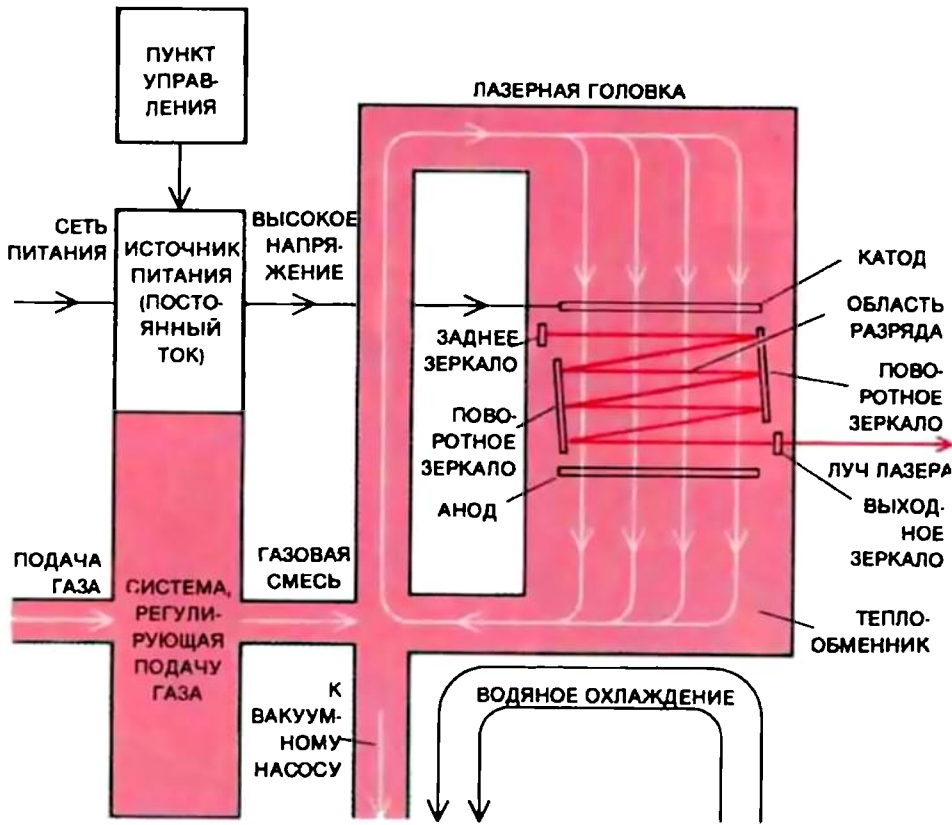 ПУНКТ
УПРАВ-
ЛЕНИЯ
ЛАЗЕРНАЯ ГОЛОВКА
СЕТЬ
ПИТАНИЯ
ИСТОЧНИК
ПИТАНИЯ
(ПОСТО-
ЯННЫЙ
ТОК)
ВЫСОКОЕ
НАПРЯ-
ЖЕНИЕ
КАТОД
ОБЛАСТЬ
РАЗРЯДА
ЗАДНЕЕ
ЗЕРКАЛО
ПОВО-
РОТНОЕ
ЗЕРКАЛО
ПОВО-
РОТНОЕ
ЗЕРКАЛО
ЛУЧ ЛАЗЕРА
АНОД
ВЫХОД-
НОЕ
ЗЕРКАЛО
ПОДАЧА
ГАЗА
СИСТЕМА,
РЕГУЛИ-
РУЮЩАЯ
ПОДАЧУ
ГАЗА
ГАЗОВАЯ
СМЕСЬ
ТЕПЛО-
ОБМЕННИК
К
ВАКУУМ-
НОМУ
НАСОСУ
ВОДЯНОЕ ОХЛАЖДЕНИЕ